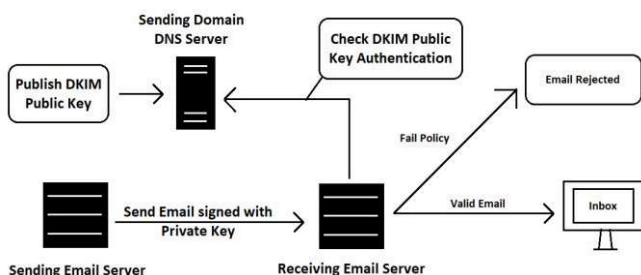 Sending Domain
DNS Server
Check DKIM Public
Key Authentication
Publish DKIM
Public Key
Email Rejected
Fail Policy
Send Email signed with
Private Key
Valid Email
Inbox
Sending Email Server
Receiving Email Server